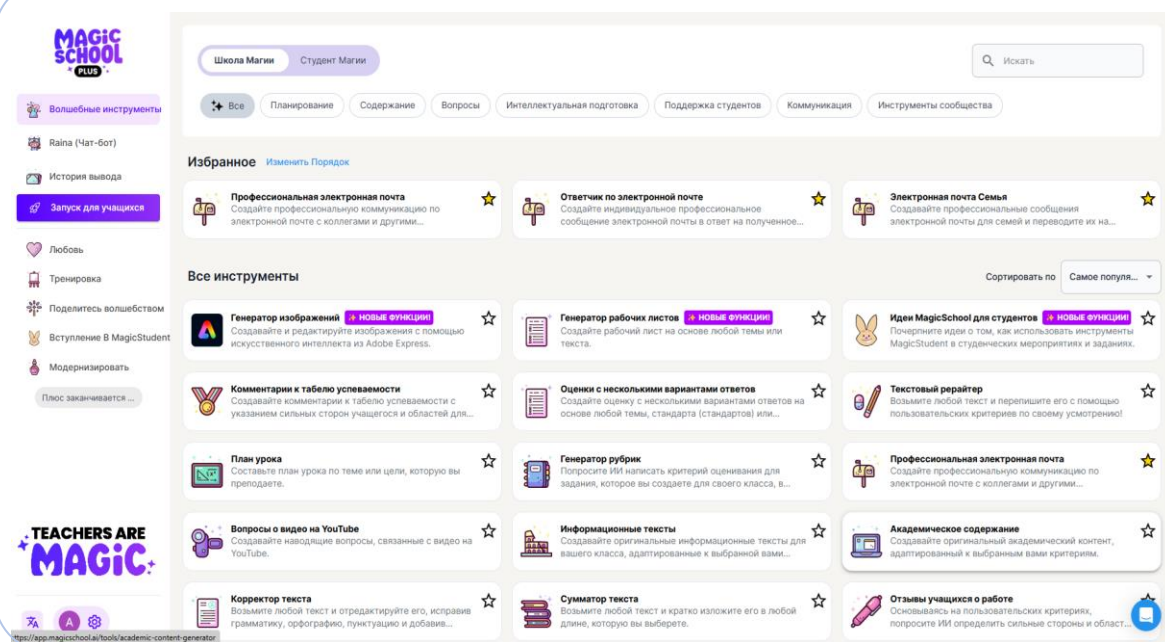 MAGIC
SCHOOL
PLUS
Волшебные инструменты
Raina (Чат-бот)
История вывода
Запуск для учащихся
Любовь
Тренировка
Поделитесь волшебством
Вступление В MagicStudent
Модернизировать
Плюс заканчивается ...
TEACHERS ARE
MAGIC
A
https://app.magicschool.ai/tools/academic-content-generator
Школа Магии Студент Магии
Искать
Все Планирование Содержание Вопросы Интеллектуальная подготовка Поддержка студентов Коммуникация Инструменты сообщества
Избранное Изменить Порядок
Профессиональная электронная почта
Создайте профессиональную коммуникацию по
электронной почте с коллегами и другими...
Ответчик по электронной почте
Создайте индивидуальное профессиональное
сообщение электронной почты в ответ на полученное...
Электронная почта Семья
Создавайте профессиональные сообщения
электронной почты для семей и переводите их на...
Все инструменты
Сортировать по Самое популя...
Генератор изображений НОВЫЕ ФУНКЦИИ!
Создавайте и редактируйте изображения с помощью
искусственного интеллекта из Adobe Express.
Генератор рабочих листов НОВЫЕ ФУНКЦИИ!
Создайте рабочий лист на основе любой темы или
текста.
Идеи MagicSchool для студентов НОВЫЕ ФУНКЦИИ!
Почерпните идеи о том, как использовать инструменты
MagicStudent в студенческих мероприятиях и заданиях.
Комментарии к табелю успеваемости
Создавайте комментарии к табелю успеваемости с
указанием сильных сторон учащегося и областей для...
Оценки с несколькими вариантами ответов
Создайте оценку с несколькими вариантами ответов на
основе любой темы, стандарта (стандартов) или...
Текстовый рерайтер
Возьмите любой текст и перепишите его с помощью
пользовательских критериев по своему усмотрению!
План урока
Составьте план урока по теме или цели, которую вы
преподаете.
Генератор рубрик
Попросите ИИ написать критерий оценивания для
задания, которое вы создаете для своего класса, в...
Профессиональная электронная почта
Создайте профессиональную коммуникацию по
электронной почте с коллегами и другими...
Вопросы о видео на YouTube
Создавайте наводящие вопросы, связанные с видео на
YouTube.
Информационные тексты
Создавайте оригинальные информационные тексты для
вашего класса, адаптированные к выбранной вами...
Академическое содержание
Создавайте оригинальный академический контент,
адаптированный к выбранным вами критериям.
Корректор текста
Возьмите любой текст и отредактируйте его, исправив
грамматику, орфографию, пунктуацию и добавив...
Сумматор текста
Возьмите любой текст и кратко изложите его в любой
длине, которую вы выберете.
Отзывы учащихся о работе
Основываясь на пользовательских критериях,
попросите ИИ определить сильные стороны и област...